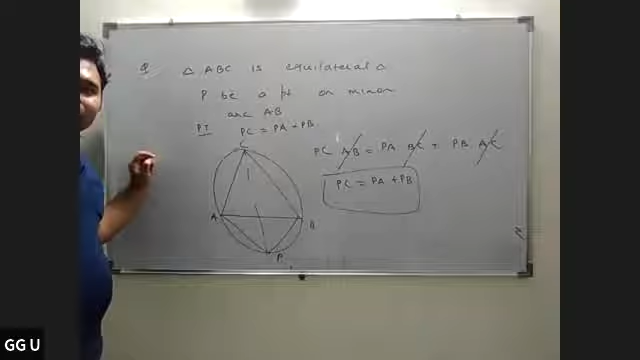 Q △ ABC is equilateral △
P be a pt on minor
arc AB
PT PC = PA + PB.
PC AB = PA BC + PB AC
PC = PA + PB
C
A
B
P
GG U